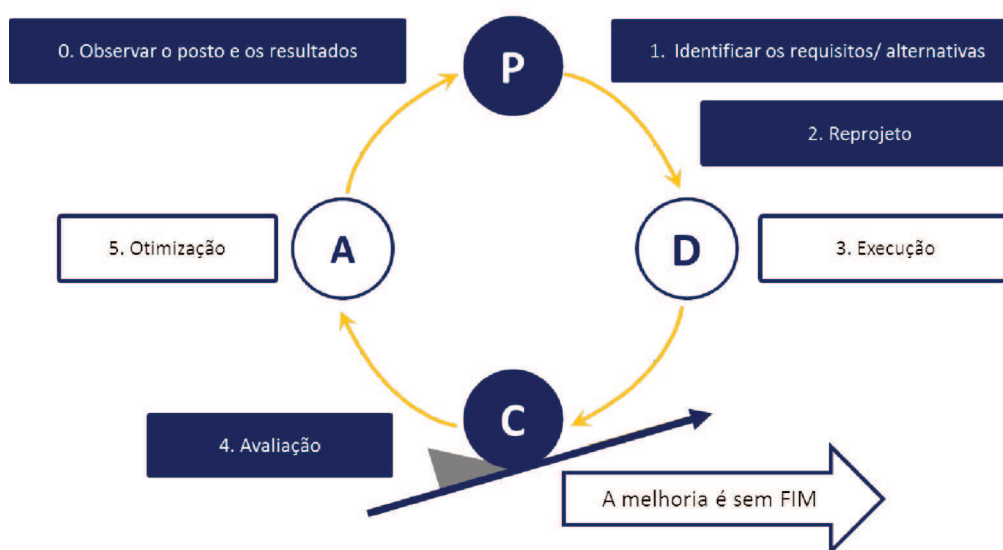 0. Observar o posto e os resultados
P
1. Identificar os requisitos/ alternativas
2. Reprojeto
5. Otimização
A
D
3. Execução
C
4. Avaliação
A melhoria é sem FIM